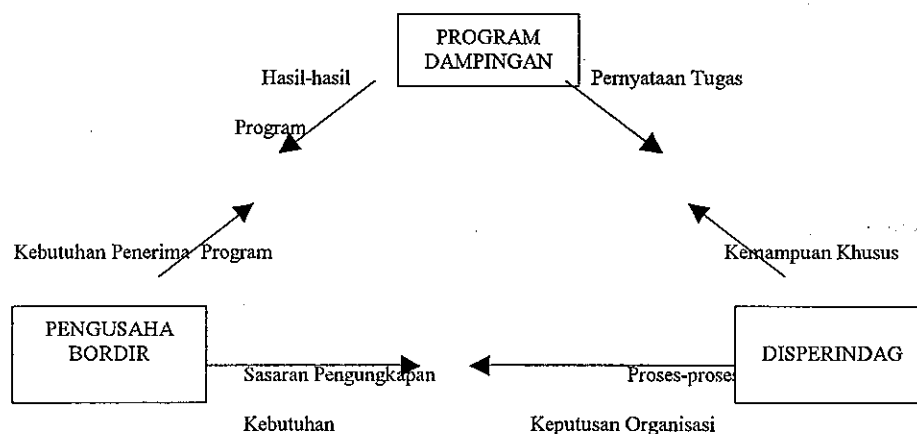 PROGRAM
DAMPINGAN
Hasil-hasil
Program
Pernyataan Tugas
Kebutuhan Penerima Program
Kemampuan Khusus
PENGUSAHA
BORDIR
DISPERINDAG
Sasaran Pengungkapan
Kebutuhan
Proses-proses
Keputusan Organisasi